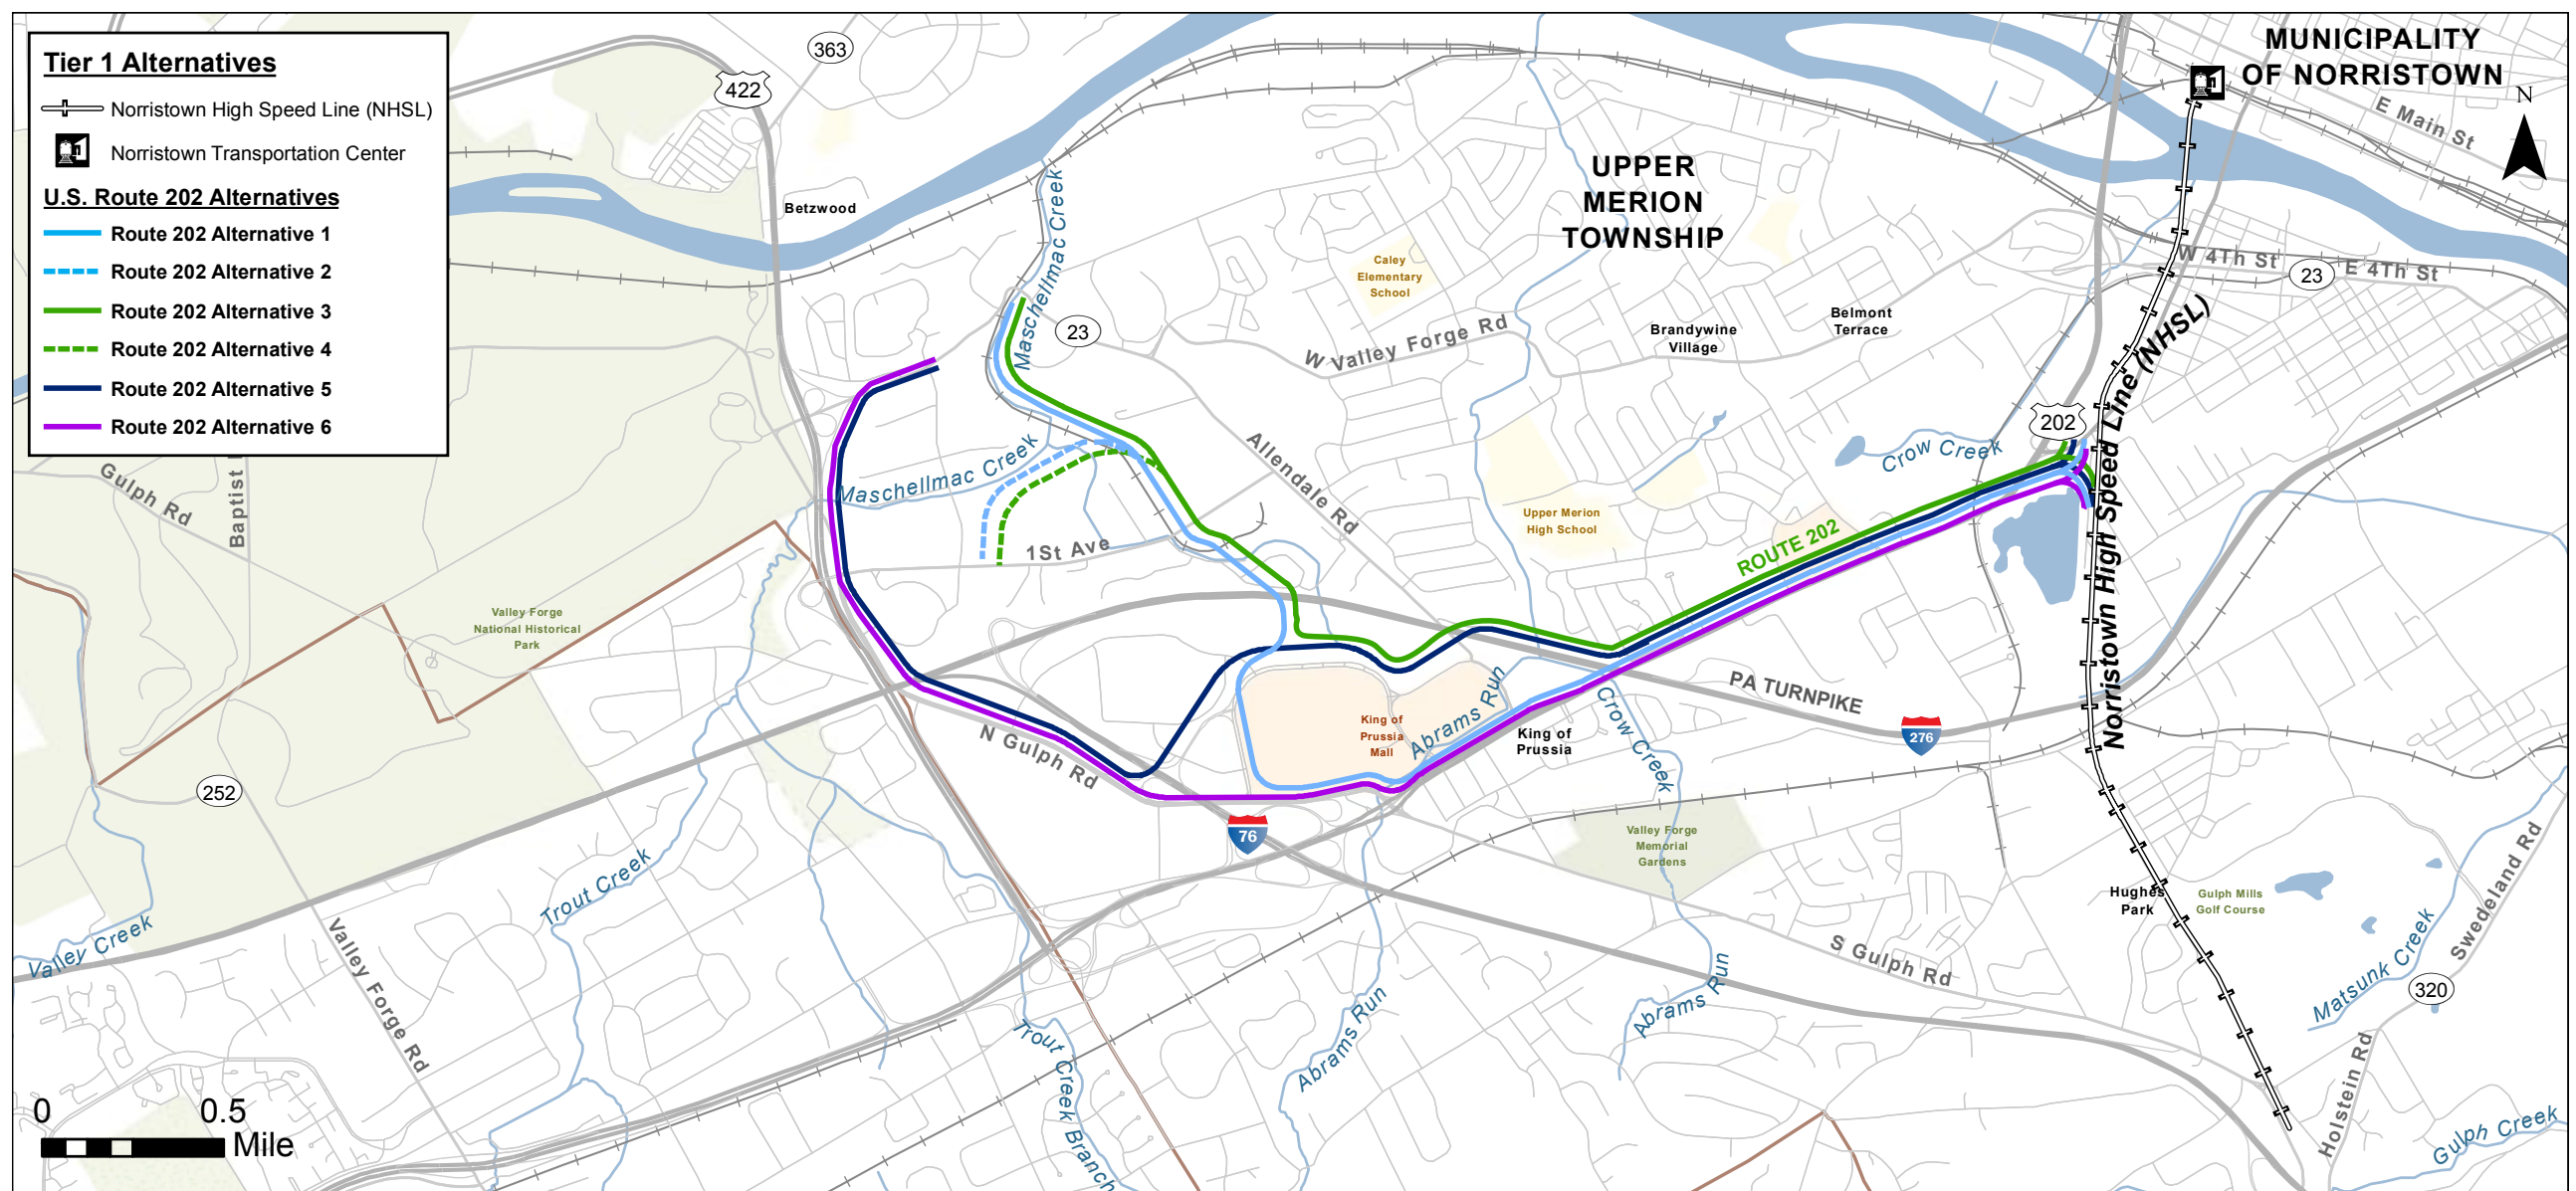 Tier 1 Alternatives
Norristown High Speed Line (NHSL)
Norristown Transportation Center
U.S. Route 202 Alternatives
Route 202 Alternative 1
Route 202 Alternative 2
Route 202 Alternative 3
Route 202 Alternative 4
Route 202 Alternative 5
Route 202 Alternative 6
363
422
MUNICIPALITY
OF NORRISTOWN
N
E Main St
Betzwood
Maschellmac Creek
UPPER
MERION
TOWNSHIP
Caley
Elementary
School
W 4Th St
E 4Th St
23
23
W Valley Forge Rd
Brandywine
Village
Belmont
Terrace
Norristown High Speed Line (NHSL)
202
Crow Creek
Maschellmac Creek
Allendale Rd
Gulph Rd
Baptist
Upper Merion
High School
1St Ave
ROUTE 202
Valley Forge
National Historical
Park
PA TURNPIKE
276
King of
Prussia
Mall
Abrams Run
King of
Prussia
Crow Creek
N Gulph Rd
252
76
Valley Forge
Memorial
Gardens
Trout Creek
Valley Creek
Valley Forge Rd
Hughes
Park
Gulph Mills
Golf Course
Swedeland Rd
S Gulph Rd
Matsunk Creek
320
Abrams Run
Abrams Run
Trout Creek Branch
Holstein Rd
Gulph Creek
0 0.5
Mile